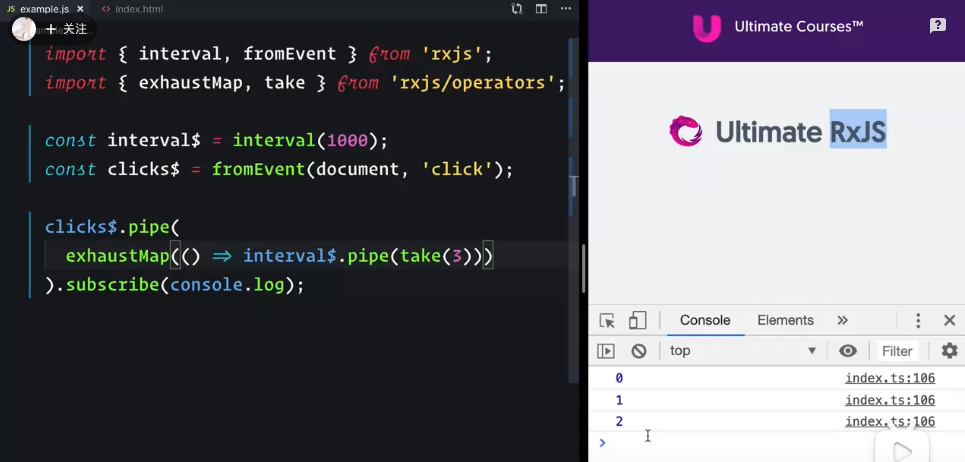 JS example.js ×
<> index.html
+ 关注
import { interval, fromEvent } from 'rxjs';
import { exhaustMap, take } from 'rxjs/operators';
const interval$ = interval(1000);
const clicks$ = fromEvent(document, 'click');
clicks$.pipe(
exhaustMap(() => interval$.pipe(take(3)))
).subscribe(console.log);
Ultimate Courses™
Ultimate RxJS
Console Elements »
top Filter
0 index.ts:106
1 index.ts:106
2 index.ts:106